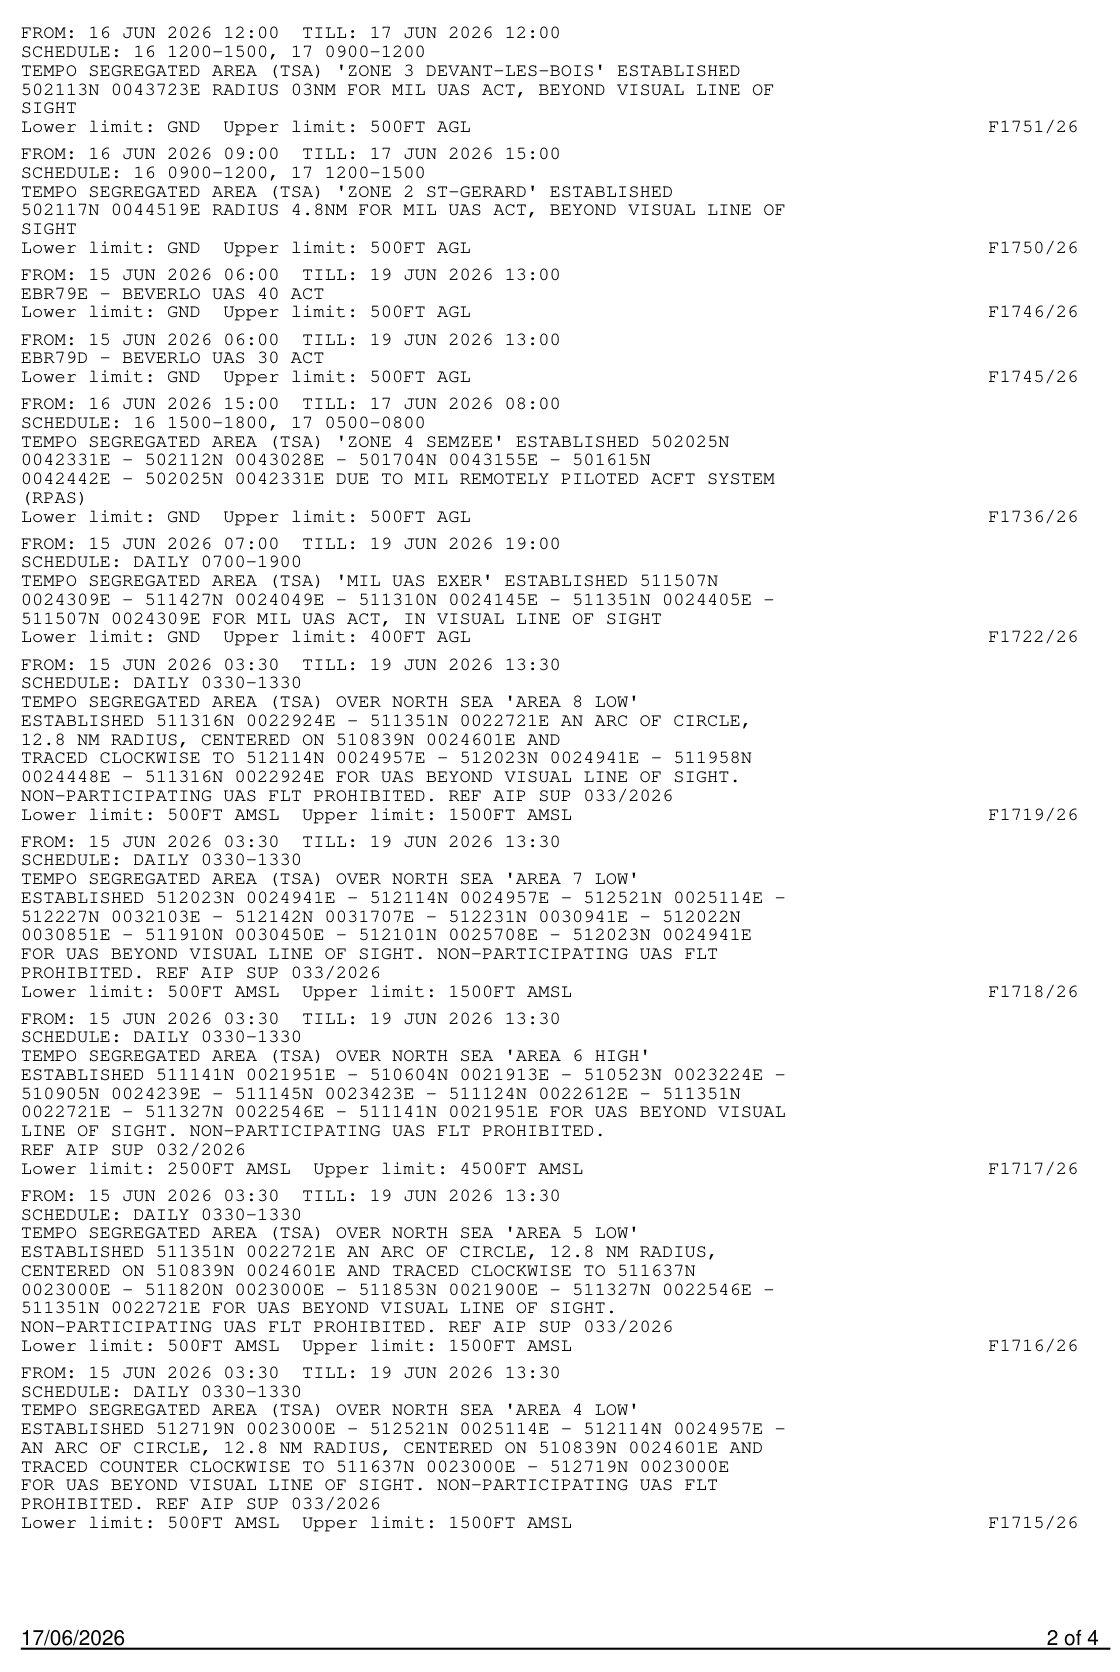 FROM: 16 JUN 2026 12:00  TILL: 17 JUN 2026 12:00
SCHEDULE: 16 1200-1500, 17 0900-1200
TEMPO SEGREGATED AREA (TSA) 'ZONE 3 DEVANT-LES-BOIS' ESTABLISHED
502113N 0043723E RADIUS 03NM FOR MIL UAS ACT, BEYOND VISUAL LINE OF
SIGHT
Lower limit: GND  Upper limit: 500FT AGL F1751/26
FROM: 16 JUN 2026 09:00  TILL: 17 JUN 2026 15:00
SCHEDULE: 16 0900-1200, 17 1200-1500
TEMPO SEGREGATED AREA (TSA) 'ZONE 2 ST-GERARD' ESTABLISHED
502117N 0044519E RADIUS 4.8NM FOR MIL UAS ACT, BEYOND VISUAL LINE OF
SIGHT
Lower limit: GND  Upper limit: 500FT AGL F1750/26
FROM: 15 JUN 2026 06:00  TILL: 19 JUN 2026 13:00
EBR79E - BEVERLO UAS 40 ACT
Lower limit: GND  Upper limit: 500FT AGL F1746/26
FROM: 15 JUN 2026 06:00  TILL: 19 JUN 2026 13:00
EBR79D - BEVERLO UAS 30 ACT
Lower limit: GND  Upper limit: 500FT AGL F1745/26
FROM: 16 JUN 2026 15:00  TILL: 17 JUN 2026 08:00
SCHEDULE: 16 1500-1800, 17 0500-0800
TEMPO SEGREGATED AREA (TSA) 'ZONE 4 SEMZEE' ESTABLISHED 502025N
0042331E - 502112N 0043028E - 501704N 0043155E - 501615N
0042442E - 502025N 0042331E DUE TO MIL REMOTELY PILOTED ACFT SYSTEM
(RPAS)
Lower limit: GND  Upper limit: 500FT AGL F1736/26
FROM: 15 JUN 2026 07:00  TILL: 19 JUN 2026 19:00
SCHEDULE: DAILY 0700-1900
TEMPO SEGREGATED AREA (TSA) 'MIL UAS EXER' ESTABLISHED 511507N
0024309E - 511427N 0024049E - 511310N 0024145E - 511351N 0024405E -
511507N 0024309E FOR MIL UAS ACT, IN VISUAL LINE OF SIGHT
Lower limit: GND  Upper limit: 400FT AGL F1722/26
FROM: 15 JUN 2026 03:30  TILL: 19 JUN 2026 13:30
SCHEDULE: DAILY 0330-1330
TEMPO SEGREGATED AREA (TSA) OVER NORTH SEA 'AREA 8 LOW'
ESTABLISHED 511316N 0022924E - 511351N 0022721E AN ARC OF CIRCLE,
12.8 NM RADIUS, CENTERED ON 510839N 0024601E AND
TRACED CLOCKWISE TO 512114N 0024957E - 512023N 0024941E - 511958N
0024448E - 511316N 0022924E FOR UAS BEYOND VISUAL LINE OF SIGHT.
NON-PARTICIPATING UAS FLT PROHIBITED. REF AIP SUP 033/2026
Lower limit: 500FT AMSL  Upper limit: 1500FT AMSL F1719/26
FROM: 15 JUN 2026 03:30  TILL: 19 JUN 2026 13:30
SCHEDULE: DAILY 0330-1330
TEMPO SEGREGATED AREA (TSA) OVER NORTH SEA 'AREA 7 LOW'
ESTABLISHED 512023N 0024941E - 512114N 0024957E - 512521N 0025114E -
512227N 0032103E - 512142N 0031707E - 512231N 0030941E - 512022N
0030851E - 511910N 0030450E - 512101N 0025708E - 512023N 0024941E
FOR UAS BEYOND VISUAL LINE OF SIGHT. NON-PARTICIPATING UAS FLT
PROHIBITED. REF AIP SUP 033/2026
Lower limit: 500FT AMSL  Upper limit: 1500FT AMSL F1718/26
FROM: 15 JUN 2026 03:30  TILL: 19 JUN 2026 13:30
SCHEDULE: DAILY 0330-1330
TEMPO SEGREGATED AREA (TSA) OVER NORTH SEA 'AREA 6 HIGH'
ESTABLISHED 511141N 0021951E - 510604N 0021913E - 510523N 0023224E -
510905N 0024239E - 511145N 0023423E - 511124N 0022612E - 511351N
0022721E - 511327N 0022546E - 511141N 0021951E FOR UAS BEYOND VISUAL
LINE OF SIGHT. NON-PARTICIPATING UAS FLT PROHIBITED.
REF AIP SUP 032/2026
Lower limit: 2500FT AMSL  Upper limit: 4500FT AMSL F1717/26
FROM: 15 JUN 2026 03:30  TILL: 19 JUN 2026 13:30
SCHEDULE: DAILY 0330-1330
TEMPO SEGREGATED AREA (TSA) OVER NORTH SEA 'AREA 5 LOW'
ESTABLISHED 511351N 0022721E AN ARC OF CIRCLE, 12.8 NM RADIUS,
CENTERED ON 510839N 0024601E AND TRACED CLOCKWISE TO 511637N
0023000E - 511820N 0023000E - 511853N 0021900E - 511327N 0022546E -
511351N 0022721E FOR UAS BEYOND VISUAL LINE OF SIGHT.
NON-PARTICIPATING UAS FLT PROHIBITED. REF AIP SUP 033/2026
Lower limit: 500FT AMSL  Upper limit: 1500FT AMSL F1716/26
FROM: 15 JUN 2026 03:30  TILL: 19 JUN 2026 13:30
SCHEDULE: DAILY 0330-1330
TEMPO SEGREGATED AREA (TSA) OVER NORTH SEA 'AREA 4 LOW'
ESTABLISHED 512719N 0023000E - 512521N 0025114E - 512114N 0024957E -
AN ARC OF CIRCLE, 12.8 NM RADIUS, CENTERED ON 510839N 0024601E AND
TRACED COUNTER CLOCKWISE TO 511637N 0023000E - 512719N 0023000E
FOR UAS BEYOND VISUAL LINE OF SIGHT. NON-PARTICIPATING UAS FLT
PROHIBITED. REF AIP SUP 033/2026
Lower limit: 500FT AMSL  Upper limit: 1500FT AMSL F1715/26
17/06/2026 2 of 4